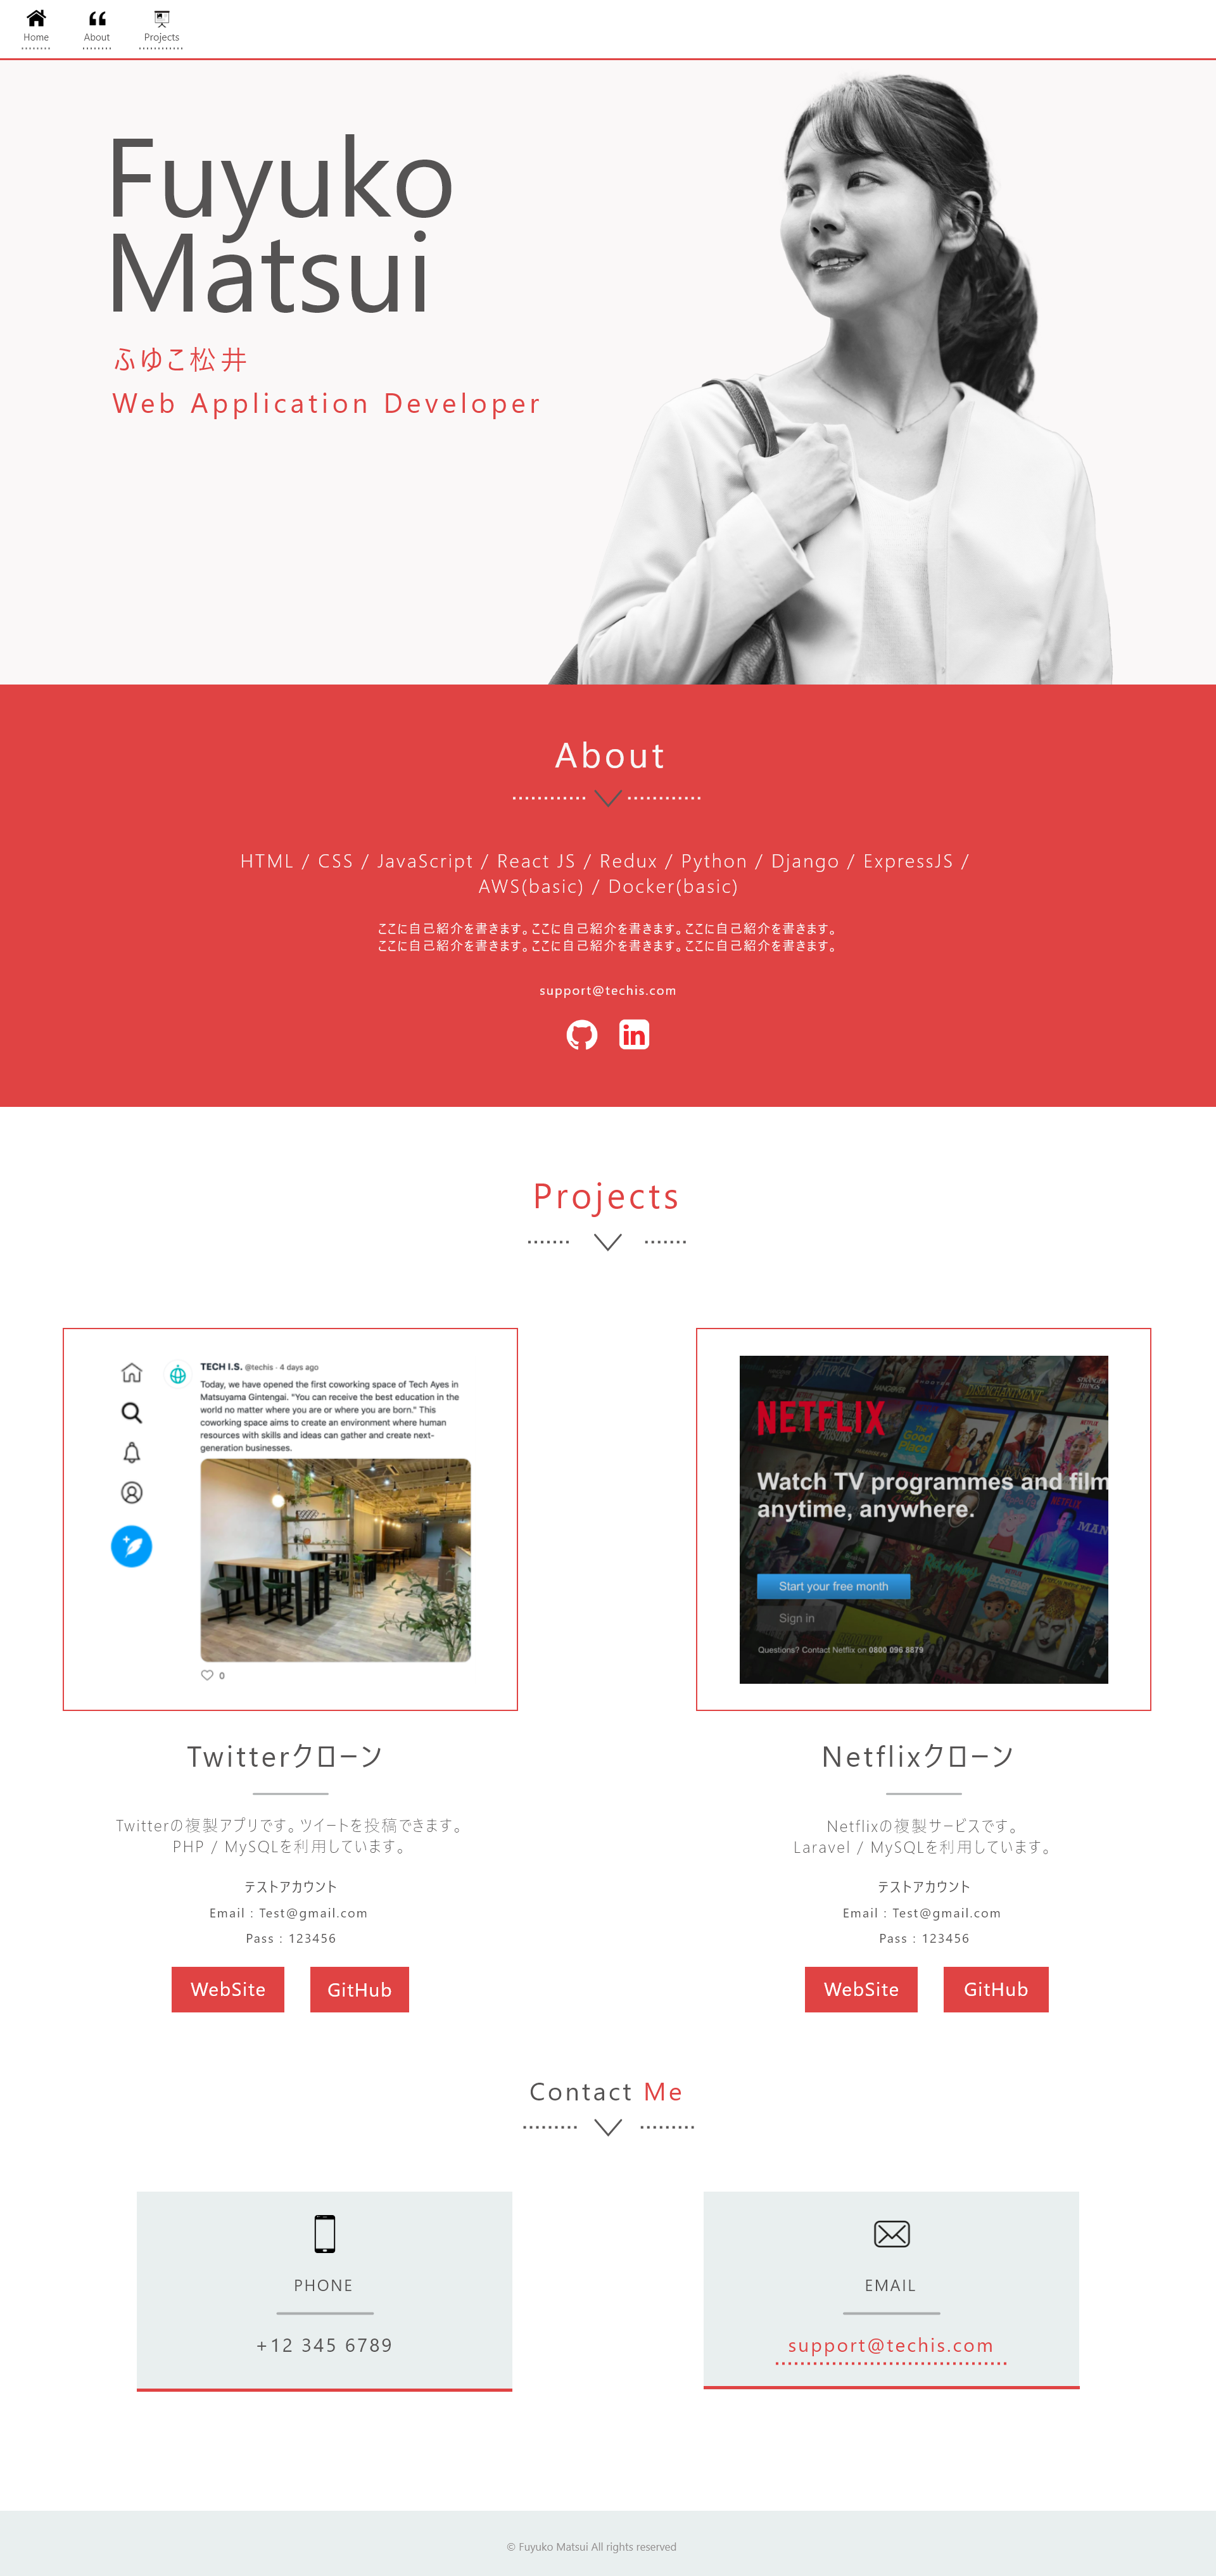 Home
About
Projects
Fuyuko
Matsui
ふゆこ松井
Web Application Developer
About
HTML / CSS / JavaScript / React JS / Redux / Python / Django / ExpressJS /
AWS(basic) / Docker(basic)
ここに自己紹介を書きます。ここに自己紹介を書きます。ここに自己紹介を書きます。
ここに自己紹介を書きます。ここに自己紹介を書きます。ここに自己紹介を書きます。
support@techis.com
in
Projects
TECH I.S. @techis · 4 days ago
Today, we have opened the first coworking space of Tech Ayes in
Matsuyama Gintengai. "You can receive the best education in the
world no matter where you are or where you are born." This
coworking space aims to create an environment where human
resources with skills and ideas can gather and create next-
generation businesses.
0
NETFLIX
Watch TV programmes and film
anytime, anywhere.
Start your free month
Sign in
Questions? Contact Netflix on 0800 096 8879
Twitterクローン
Twitterの複製アプリです。ツイートを投稿できます。
PHP / MySQLを利用しています。
テストアカウント
Email : Test@gmail.com
Pass : 123456
WebSite
GitHub
Netflixクローン
Netflixの複製サービスです。
Laravel / MySQLを利用しています。
テストアカウント
Email : Test@gmail.com
Pass : 123456
WebSite
GitHub
Contact Me
PHONE
+12 345 6789
EMAIL
support@techis.com
© Fuyuko Matsui All rights reserved